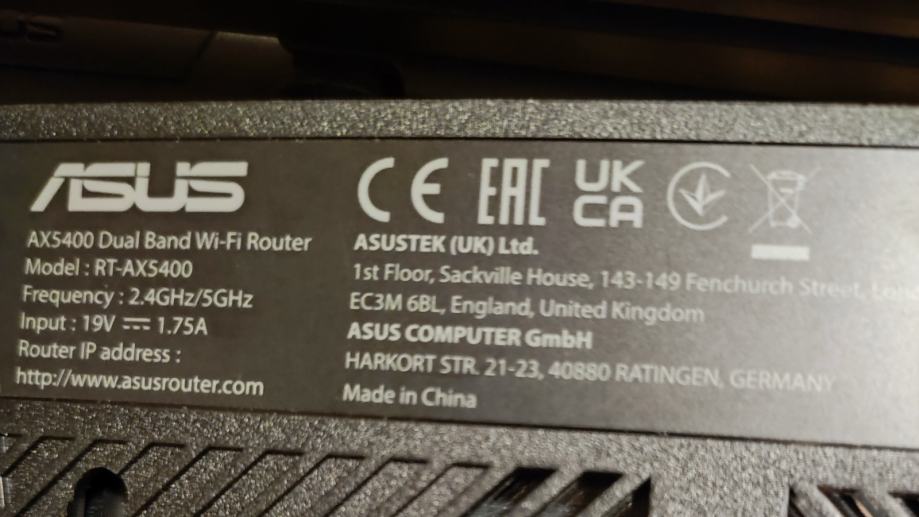 ASUS
AX5400 Dual Band Wi-Fi Router
Model : RT-AX5400
Frequency : 2.4GHz/5GHz
Input : 19V ⎓ 1.75A
Router IP address :
http://www.asusrouter.com
CE EAC UK CA
ASUSTEK (UK) Ltd.
1st Floor, Sackville House, 143-149 Fenchurch Street,
EC3M 6BL, England, United Kingdom
ASUS COMPUTER GmbH
HARKORT STR. 21-23, 40880 RATINGEN, GERMANY
Made in China